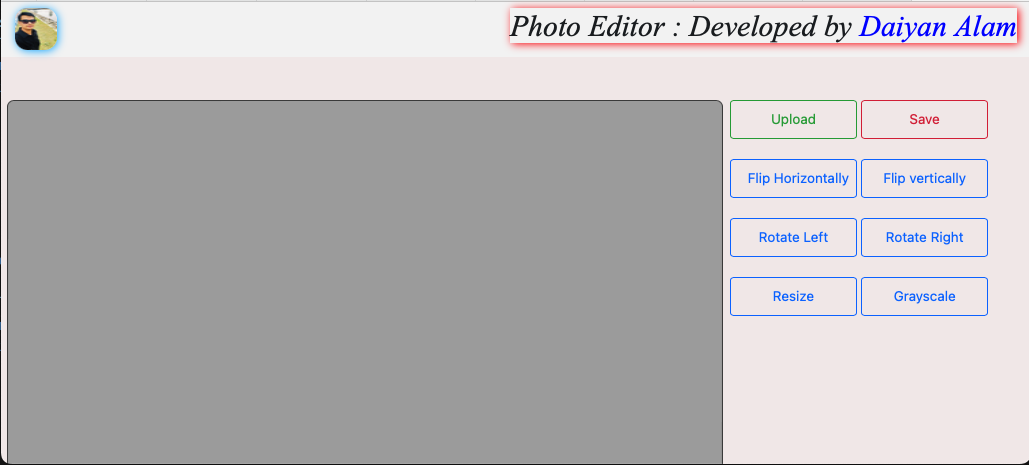 Photo Editor : Developed by Daiyan Alam
Upload Save
Flip Horizontally Flip vertically
Rotate Left Rotate Right
Resize Grayscale